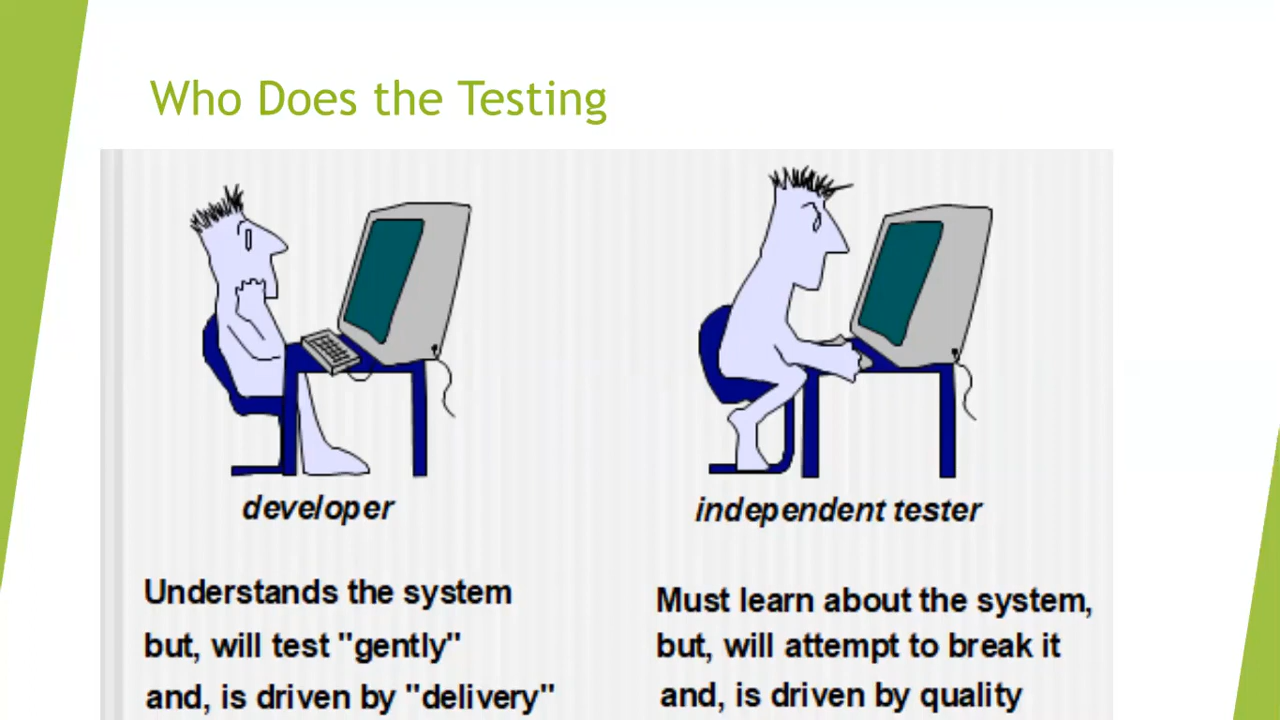 Who Does the Testing
developer
independent tester
Understands the system
but, will test "gently"
and, is driven by "delivery"
Must learn about the system,
but, will attempt to break it
and, is driven by quality